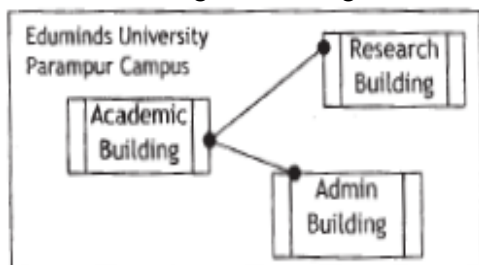 Eduminds University
Parampur Campus
Research
Building
Academic
Building
Admin
Building